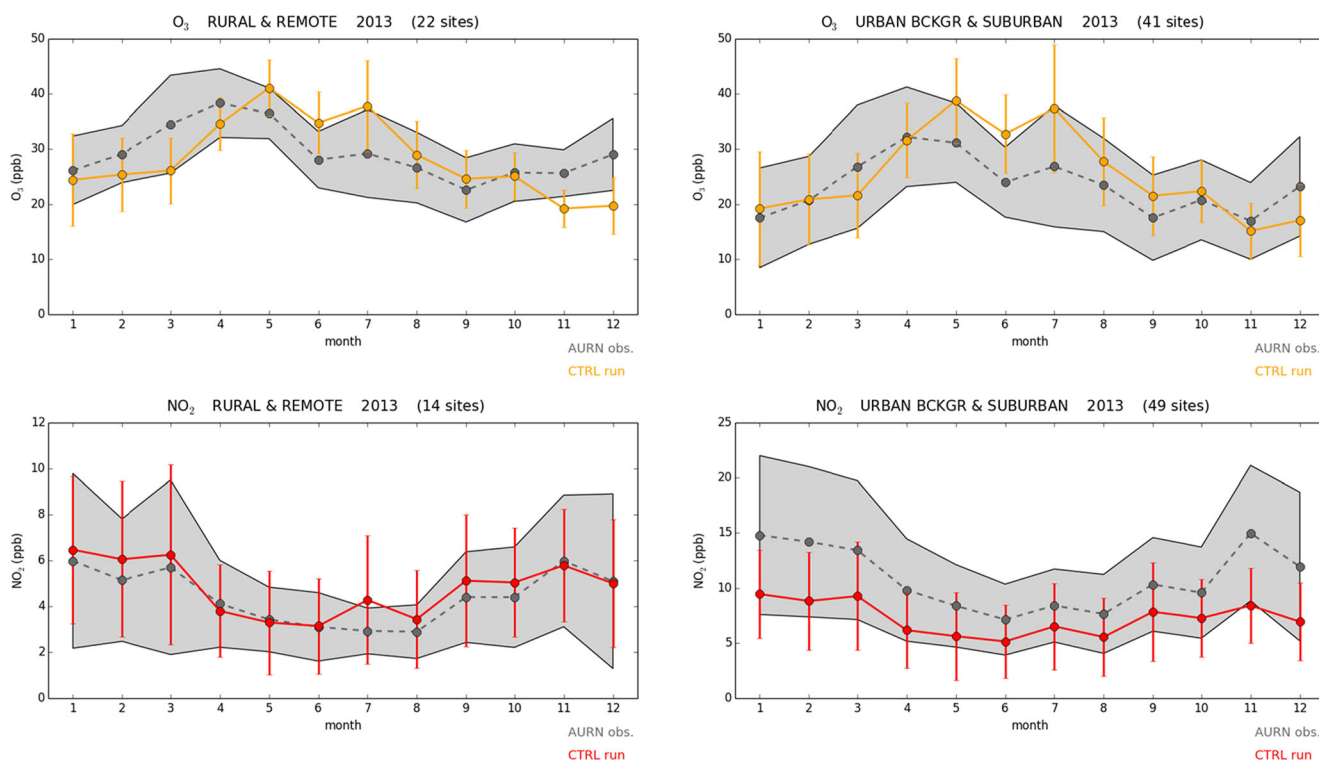 O₃ RURAL & REMOTE 2013 (22 sites)
50
40
30
20
10
0
O₃ (ppb)
1 2 3 4 5 6 7 8 9 10 11 12
month
AURN obs.
CTRL run
O₃ URBAN BCKGR & SUBURBAN 2013 (41 sites)
50
40
30
20
10
0
O₃ (ppb)
1 2 3 4 5 6 7 8 9 10 11 12
month
AURN obs.
CTRL run
NO₂ RURAL & REMOTE 2013 (14 sites)
12
10
8
6
4
2
0
NO₂ (ppb)
1 2 3 4 5 6 7 8 9 10 11 12
month
AURN obs.
CTRL run
NO₂ URBAN BCKGR & SUBURBAN 2013 (49 sites)
25
20
15
10
5
0
NO₂ (ppb)
1 2 3 4 5 6 7 8 9 10 11 12
month
AURN obs.
CTRL run